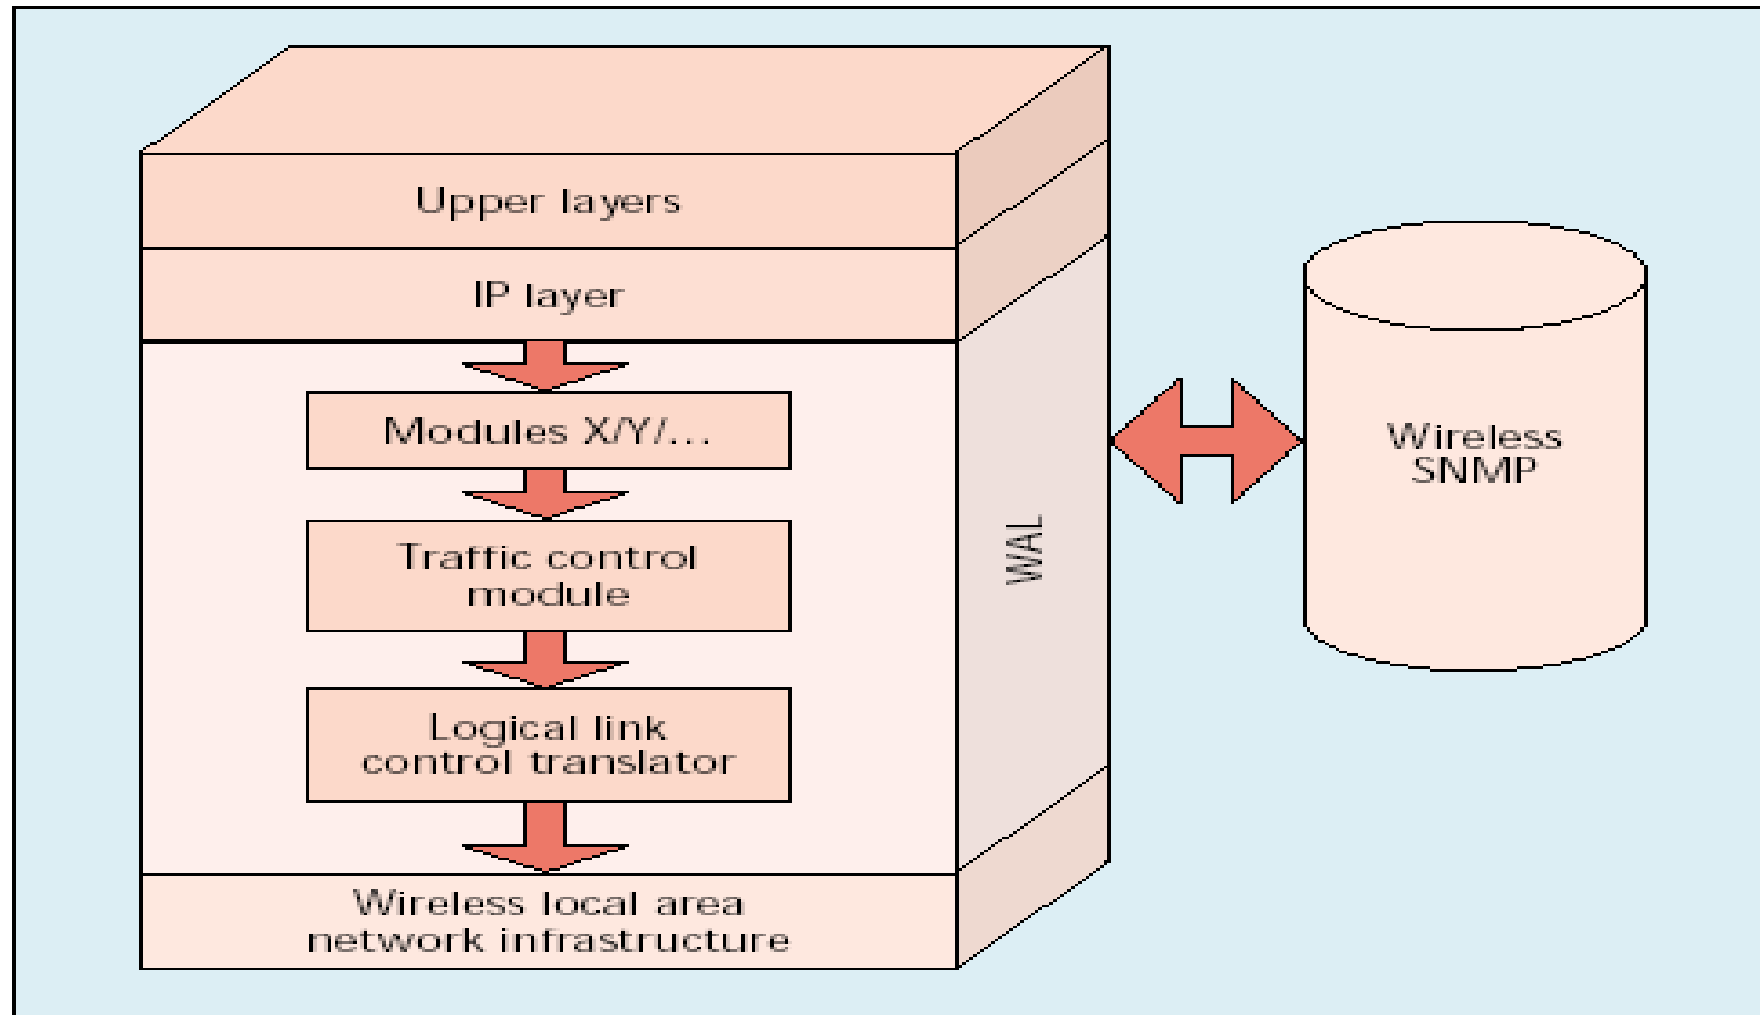 Upper layers
IP layer
Modules X/Y/...
Traffic control
module
Logical link
control translator
Wireless local area
network infrastructure
WAL
Wireless
SNMP